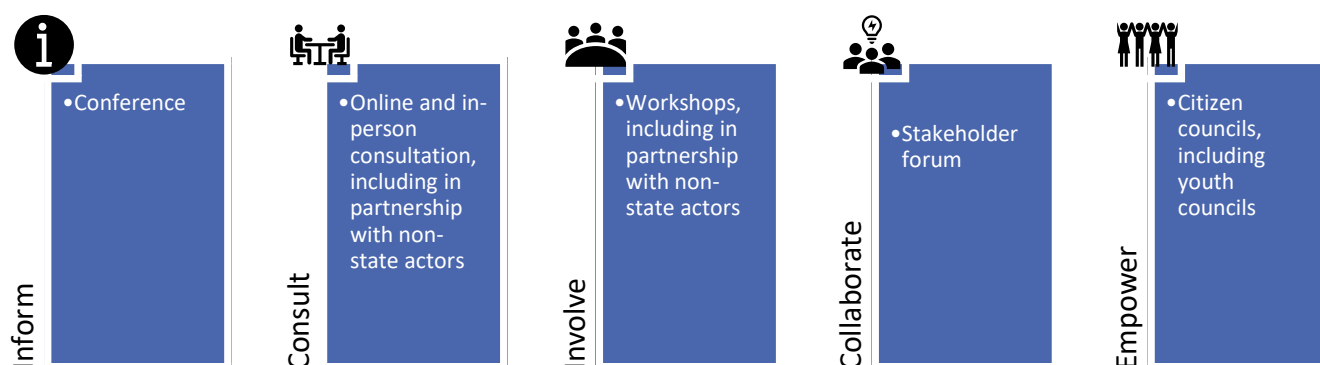 Inform
•Conference
Consult
•Online and in-
person
consultation,
including in
partnership
with non-
state actors
Involve
•Workshops,
including in
partnership
with non-
state actors
Collaborate
•Stakeholder
forum
Empower
•Citizen
councils,
including
youth
councils